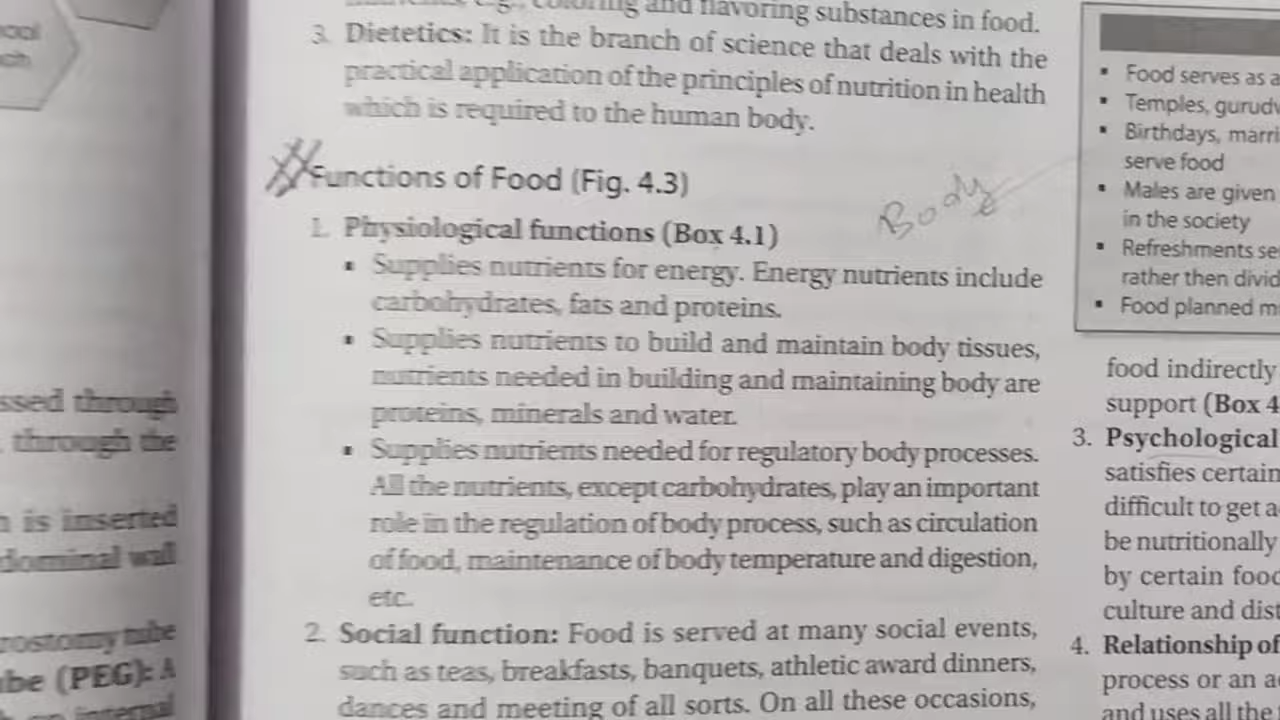 ssed through
through the
is inserted
dominal wall
rostomy tube
be (PEG): A
internal
and flavoring substances in food.
3. Dietetics: It is the branch of science that deals with the
practical application of the principles of nutrition in health
which is required to the human body.
# Functions of Food (Fig. 4.3)
Body
1. Physiological functions (Box 4.1)
▪ Supplies nutrients for energy. Energy nutrients include
carbohydrates, fats and proteins.
▪ Supplies nutrients to build and maintain body tissues,
nutrients needed in building and maintaining body are
proteins, minerals and water.
▪ Supplies nutrients needed for regulatory body processes.
All the nutrients, except carbohydrates, play an important
role in the regulation of body process, such as circulation
of food, maintenance of body temperature and digestion,
etc.
2. Social function: Food is served at many social events,
such as teas, breakfasts, banquets, athletic award dinners,
dances and meeting of all sorts. On all these occasions,
▪ Food serves as a
▪ Temples, gurudw
▪ Birthdays, marri
serve food
▪ Males are given
in the society
▪ Refreshments se
rather then divid
▪ Food planned m
food indirectly
support (Box 4
3. Psychological
satisfies certain
difficult to get a
be nutritionally
by certain food
culture and dist
4. Relationship of
process or an a
and uses all the